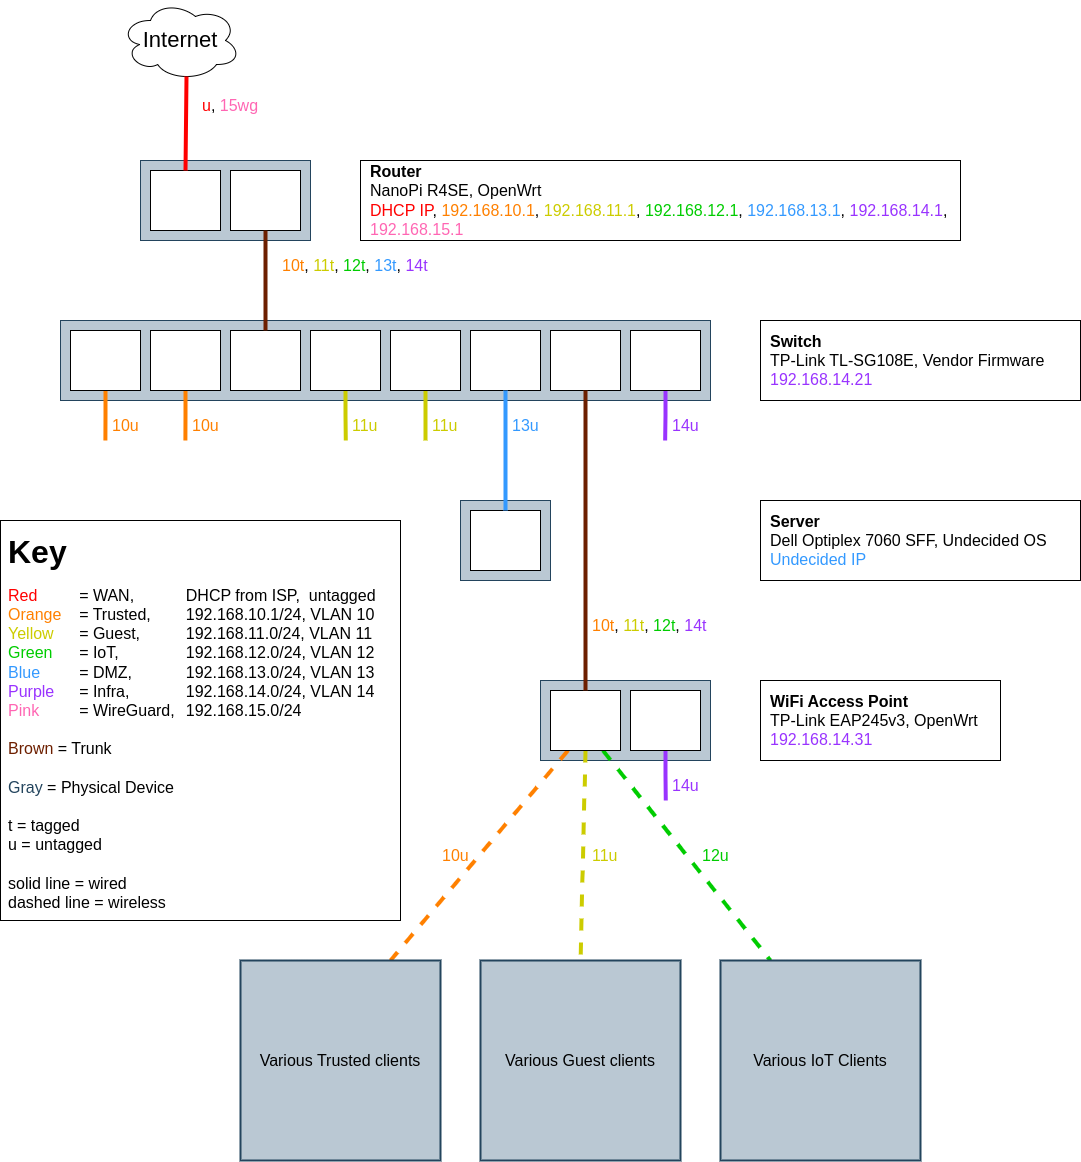 Internet
u, 15wg
Router
NanoPi R4SE, OpenWrt
DHCP IP, 192.168.10.1, 192.168.11.1, 192.168.12.1, 192.168.13.1, 192.168.14.1,
192.168.15.1
10t, 11t, 12t, 13t, 14t
Switch
TP-Link TL-SG108E, Vendor Firmware
192.168.14.21
10u
10u
11u
11u
13u
14u
Server
Dell Optiplex 7060 SFF, Undecided OS
Undecided IP
Key
Red = WAN, DHCP from ISP, untagged
Orange = Trusted, 192.168.10.1/24, VLAN 10
Yellow = Guest, 192.168.11.0/24, VLAN 11
Green = IoT, 192.168.12.0/24, VLAN 12
Blue = DMZ, 192.168.13.0/24, VLAN 13
Purple = Infra, 192.168.14.0/24, VLAN 14
Pink = WireGuard, 192.168.15.0/24
Brown = Trunk
Gray = Physical Device
t = tagged
u = untagged
solid line = wired
dashed line = wireless
10t, 11t, 12t, 14t
WiFi Access Point
TP-Link EAP245v3, OpenWrt
192.168.14.31
14u
10u
11u
12u
Various Trusted clients
Various Guest clients
Various IoT Clients